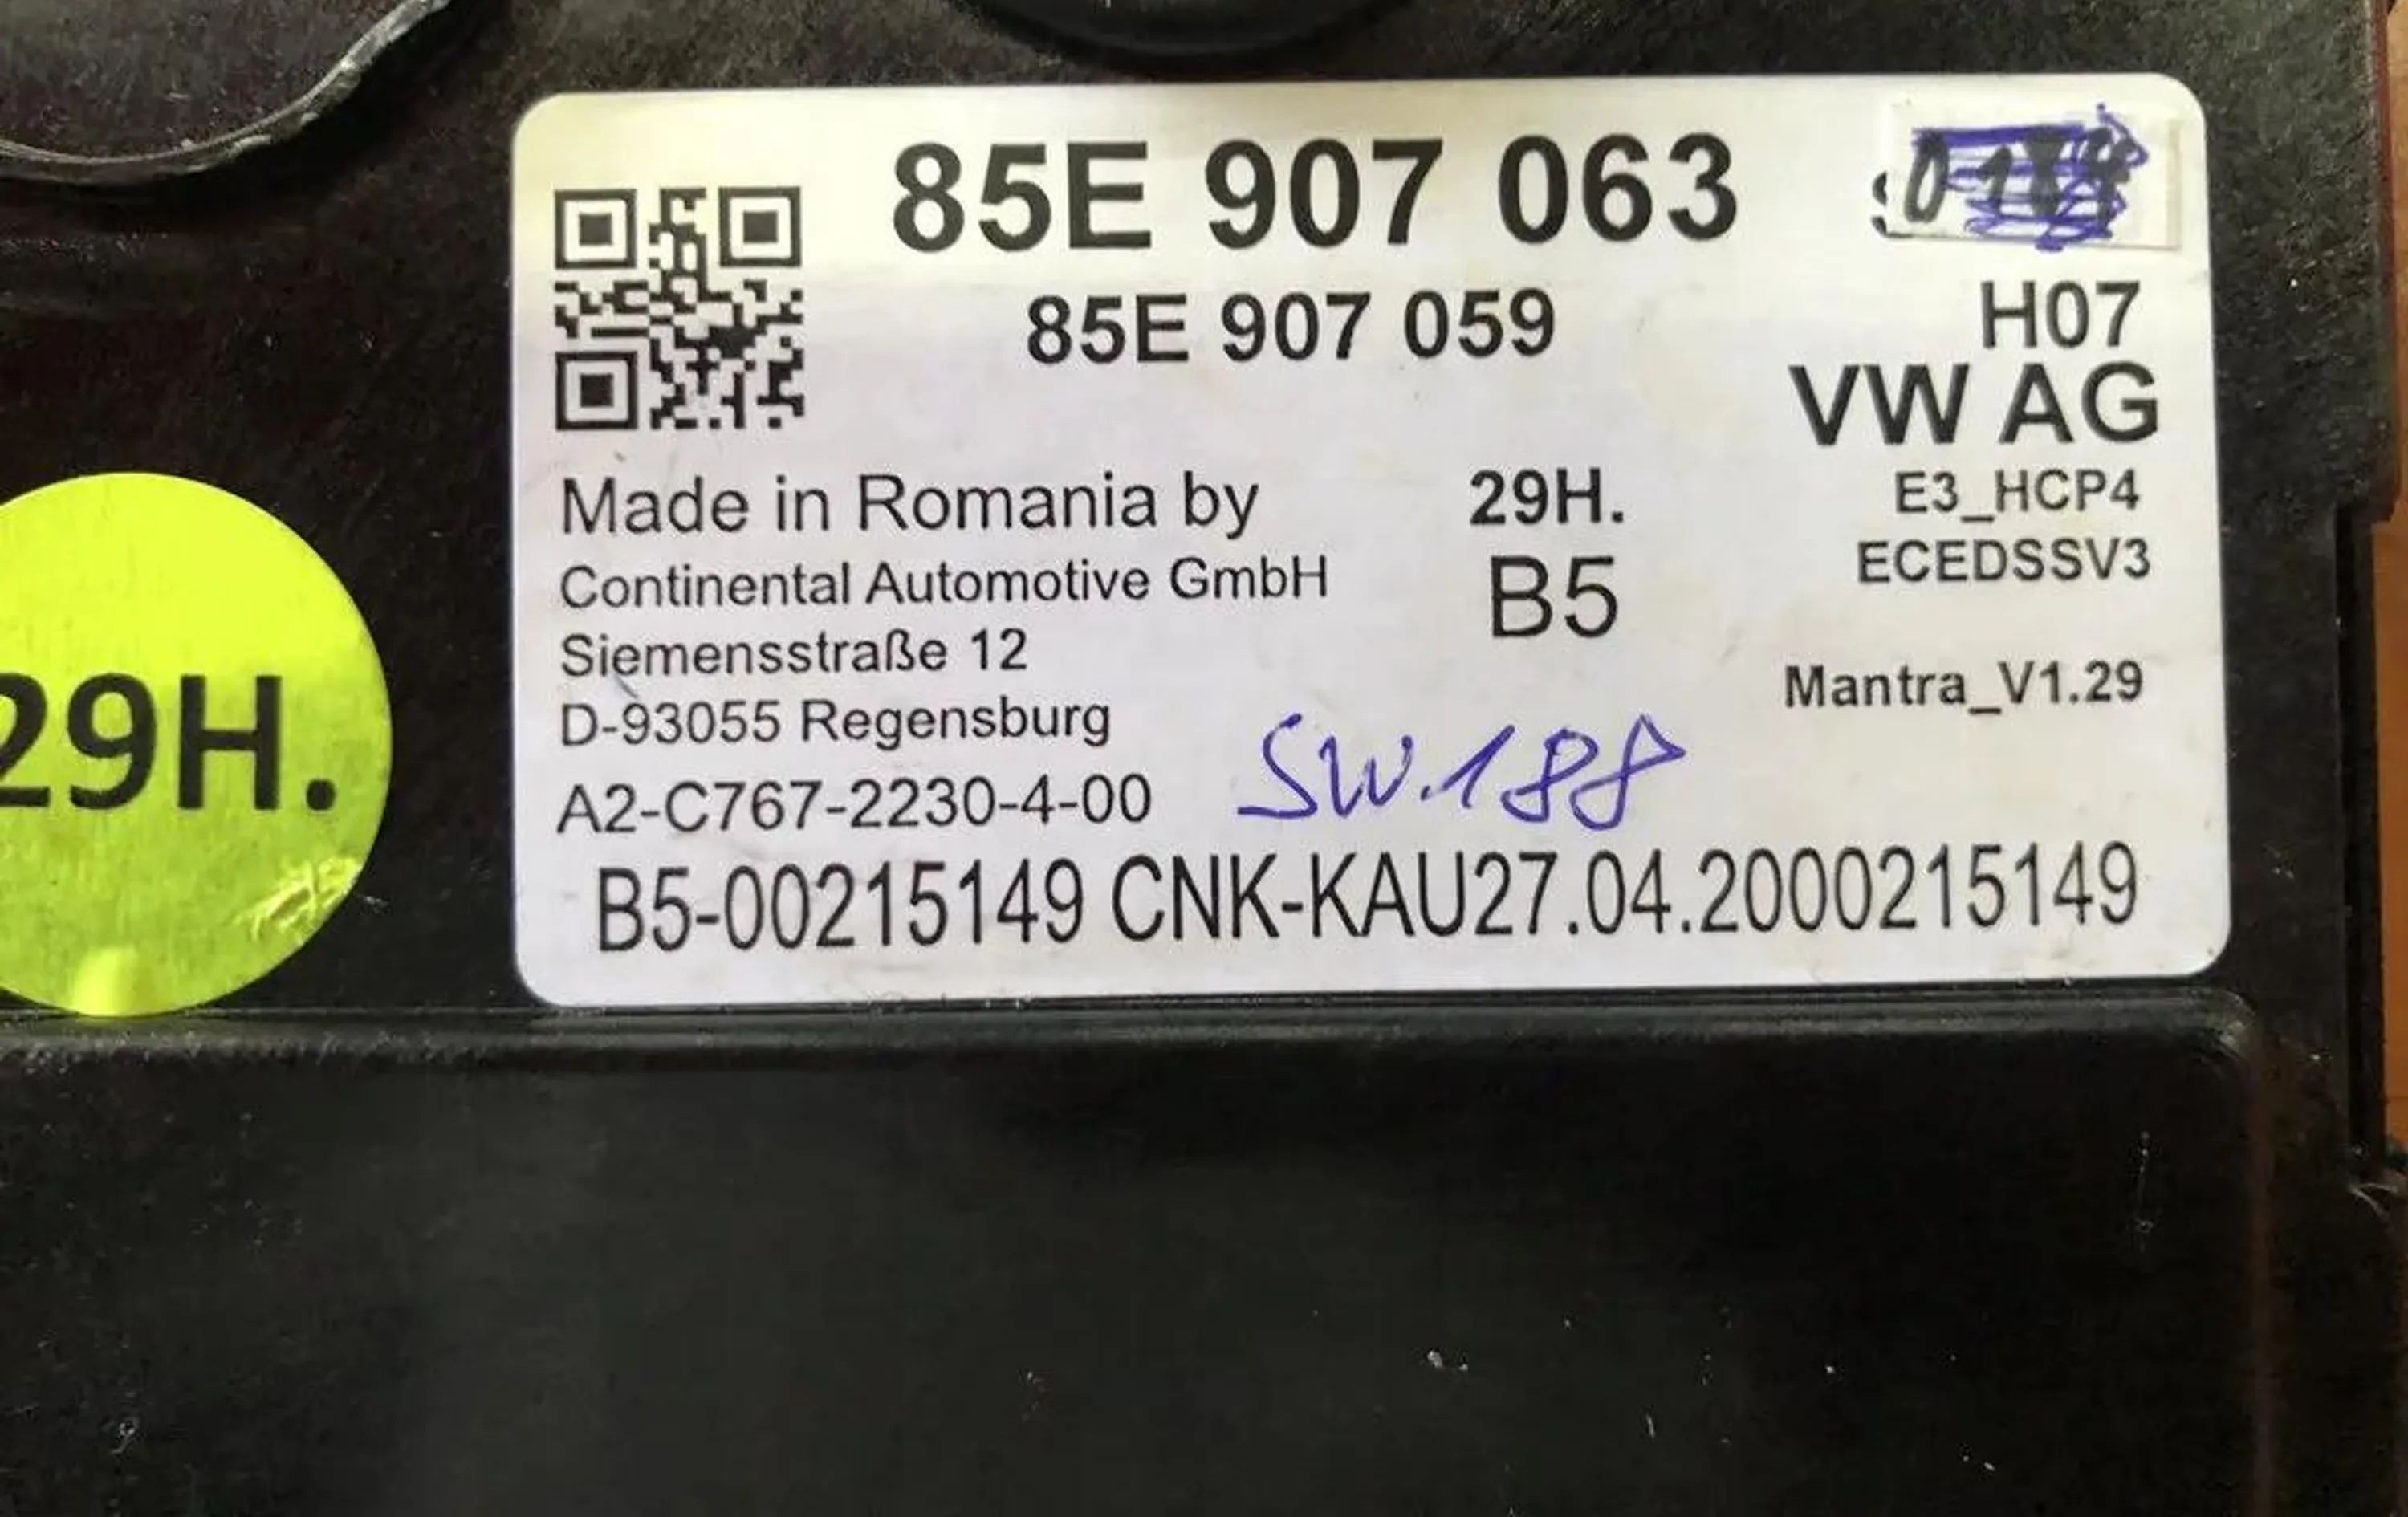 85E 907 063
85E 907 059
H07
VW AG
Made in Romania by
29H.
E3_HCP4
Continental Automotive GmbH
B5
ECEDSSV3
Siemensstraße 12
Mantra_V1.29
D-93055 Regensburg
A2-C767-2230-4-00
SW.188
B5-00215149 CNK-KAU27.04.2000215149
29H.